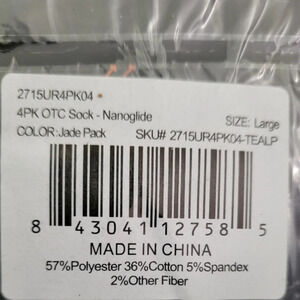 2715UR4PK04
4PK OTC Sock - Nanoglide
SIZE: Large
COLOR:Jade Pack
SKU# 2715UR4PK04-TEALP
8 43041 12758 5
MADE IN CHINA
57%Polyester 36%Cotton 5%Spandex
2%Other Fiber